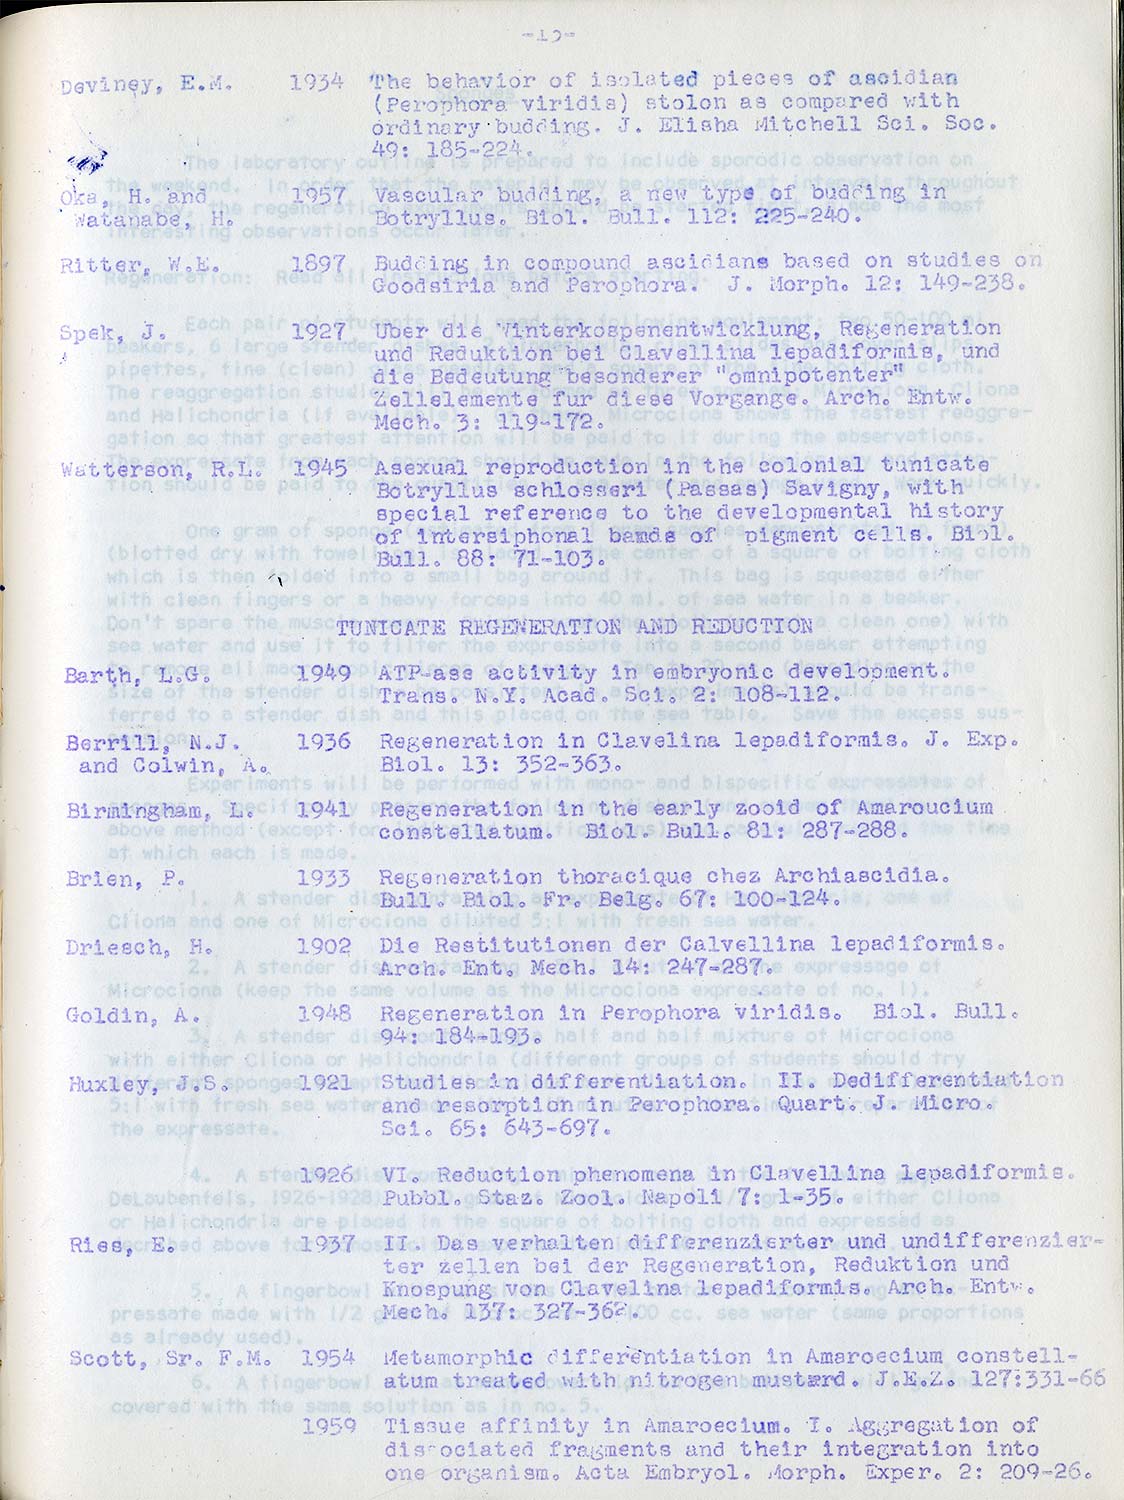 Deviney, E.M. 1934 The behavior of isolated pieces of ascidian
(Perophora viridis) stolon as compared with
ordinary budding. J. Elisha Mitchell Sci. Soc.
49: 185-224.
Oka, H. and 1957 Vascular budding, a new type of budding in
Watanabe, H. Botryllus. Biol. Bull. 112: 225-240.
Ritter, W.E. 1897 Budding in compound ascidians based on studies on
Goodsiria and Perophora. J. Morph. 12: 149-238.
Spek, J. 1927 Uber die Winterkospenentwicklung, Regeneration
und Reduktion bei Clavellina lepadiformis, und
die Bedeutung besonderer "omnipotenter"
Zellelemente fur diese Vorgange. Arch. Entw.
Mech. 3: 119-172.
Watterson, R.L. 1945 Asexual reproduction in the colonial tunicate
Botryllus schlosseri (Passas) Savigny, with
special reference to the developmental history
of intersiphonal bands of pigment cells. Biol.
Bull. 88: 71-103.
TUNICATE REGENERATION AND REDUCTION
Barth, L.G. 1949 ATP-ase activity in embryonic development.
Trans. N.Y. Acad. Sci. 2: 108-112.
Berrill, N.J. 1936 Regeneration in Clavelina lepadiformis. J. Exp.
and Colwin, A. Biol. 13: 352-363.
Birmingham, L. 1941 Regeneration in the early zooid of Amaroucium
constellatum. Biol. Bull. 81: 287-288.
Brien, P. 1933 Regeneration thoracique chez Archiascidia.
Bull. Biol. Fr. Belg. 67: 100-124.
Driesch, H. 1902 Die Restitutionen der Calvellina lepadiformis.
Arch. Ent. Mech. 14: 247-287.
Goldin, A. 1948 Regeneration in Perophora viridis. Biol. Bull.
94: 184-193.
Huxley, J.S. 1921 Studies in differentiation. II. Dedifferentiation
and resorption in Perophora. Quart. J. Micro.
Sci. 65: 643-697.
1926 VI. Reduction phenomena in Clavellina lepadiformis.
Pubbl. Staz. Zool. Napoli 7: 1-35.
Ries, E. 1937 II. Das verhalten differenzierter und undifferenzier-
ter zellen bei der Regeneration, Reduktion und
Knospung von Clavelina lepadiformis. Arch. Entw.
Mech. 137: 327-362.
Scott, Sr. F.M. 1954 Metamorphic differentiation in Amaroecium constell-
atum treated with nitrogen mustard. J.E.Z. 127:331-66
1959 Tissue affinity in Amaroecium. I. Aggregation of
dissociated fragments and their integration into
one organism. Acta Embryol. Morph. Exper. 2: 209-26.